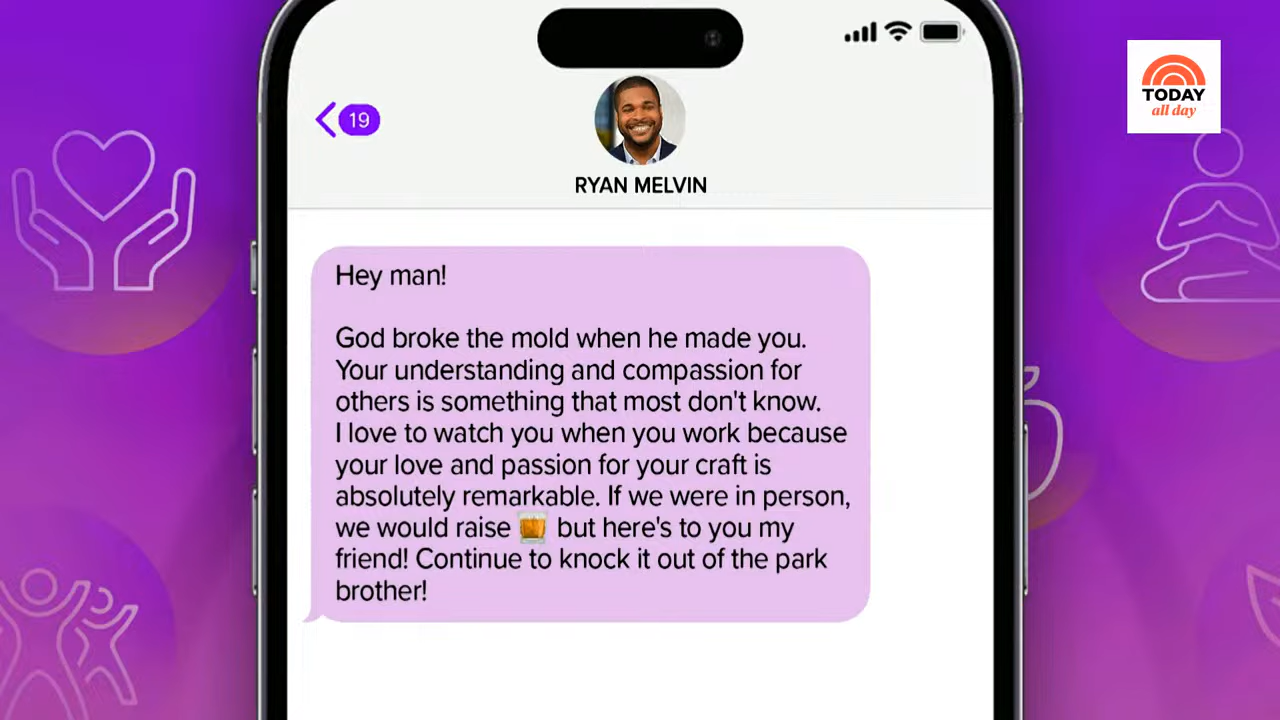 TODAY
all day
19
RYAN MELVIN
Hey man!
God broke the mold when he made you.
Your understanding and compassion for
others is something that most don't know.
I love to watch you when you work because
your love and passion for your craft is
absolutely remarkable. If we were in person,
we would raise 🥃 but here's to you my
friend! Continue to knock it out of the park
brother!